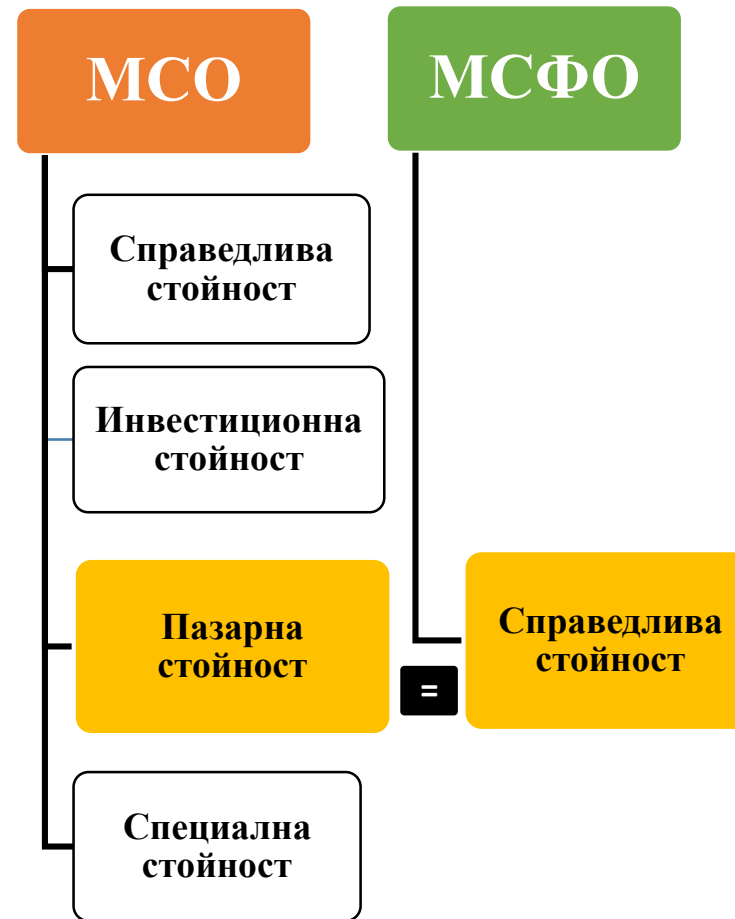 МСО
МСФО
Справедлива
стойност
Инвестиционна
стойност
Пазарна
стойност
=
Справедлива
стойност
Специална
стойност